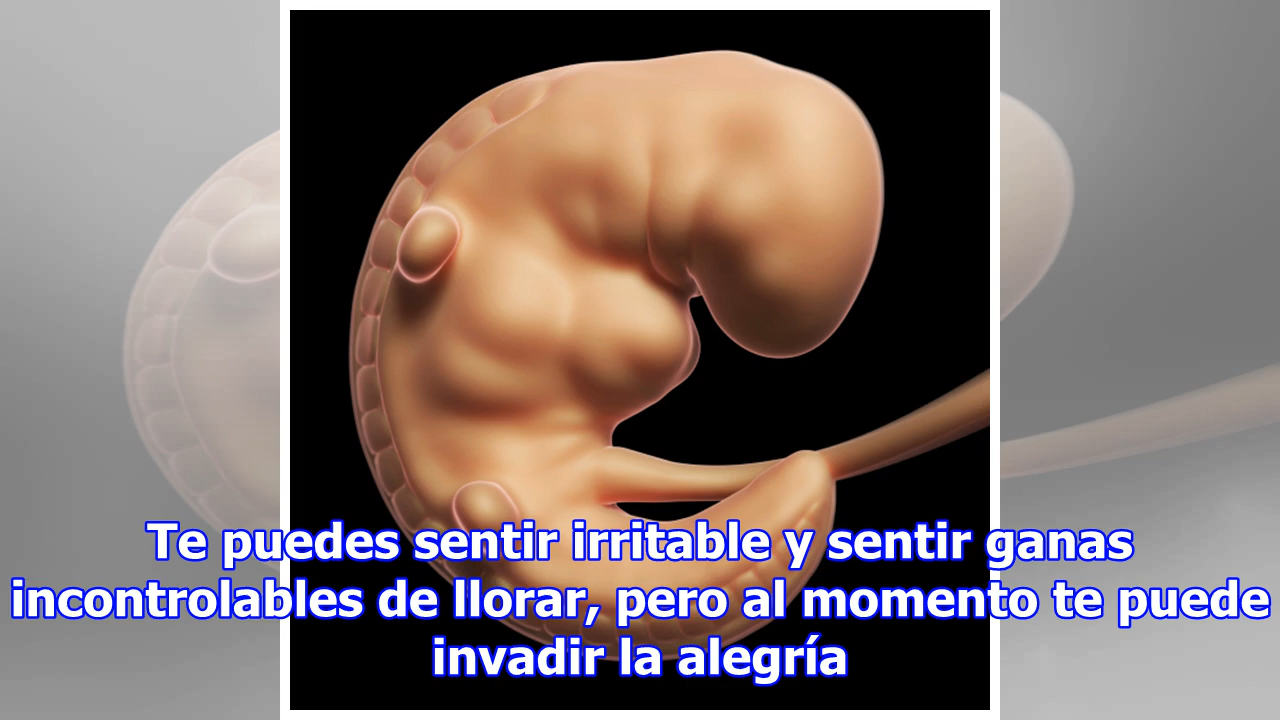 Te puedes sentir irritable y sentir ganas
incontrolables de llorar, pero al momento te puede
invadir la alegría